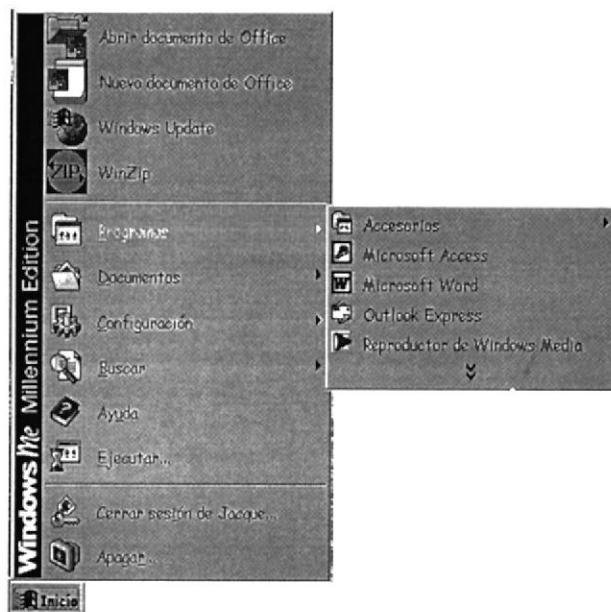 Abrir documento de Office
Nuevo documento de Office
Windows Update
ZIP
WinZip
Programas
Documentos
Configuración
Buscar
Ayuda
Ejecutar...
Cerrar sesión de Jacque...
Apagar...
Windows Me Millennium Edition
Accesorios
Microsoft Access
W
Microsoft Word
Outlook Express
Reproductor de Windows Media
Inicio